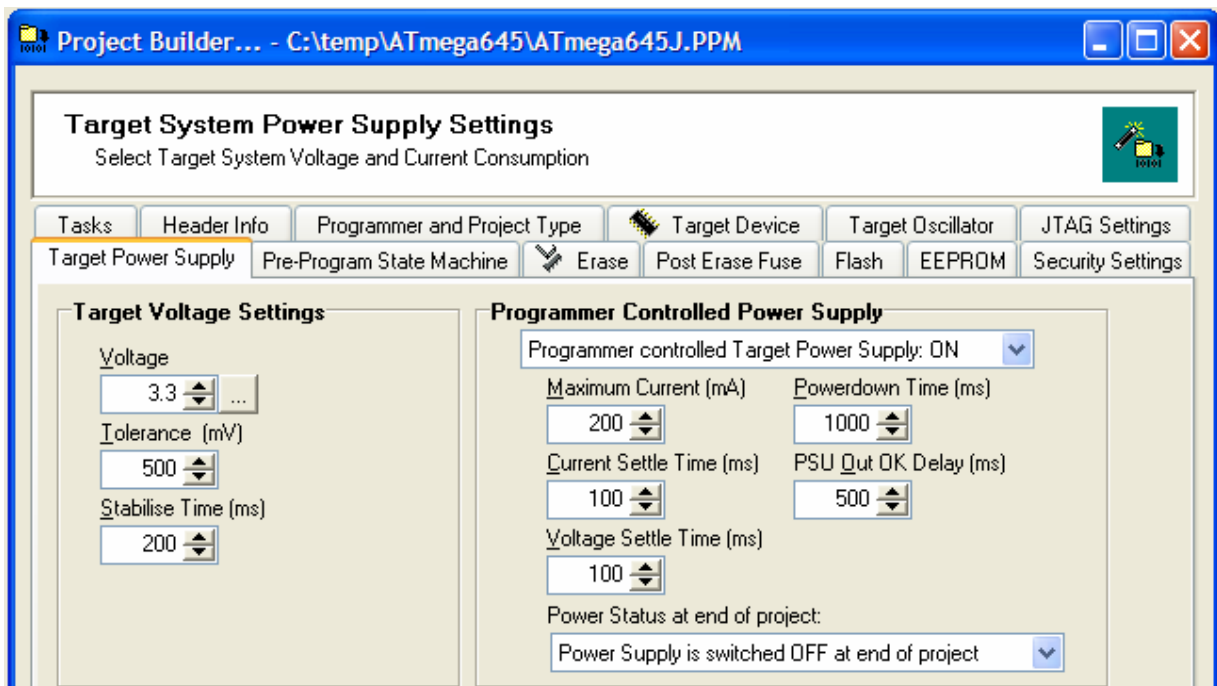 Project Builder... - C:\temp\ATmega645\ATmega645J.PPM
Target System Power Supply Settings
Select Target System Voltage and Current Consumption
Tasks Header Info Programmer and Project Type Target Device Target Oscillator JTAG Settings
Target Power Supply Pre-Program State Machine Erase Post Erase Fuse Flash EEPROM Security Settings
Target Voltage Settings
Voltage
3.3 ...
Tolerance (mV)
500
Stabilise Time (ms)
200
Programmer Controlled Power Supply
Programmer controlled Target Power Supply: ON
Maximum Current (mA) Powerdown Time (ms)
200 1000
Current Settle Time (ms) PSU Out OK Delay (ms)
100 500
Voltage Settle Time (ms)
100
Power Status at end of project:
Power Supply is switched OFF at end of project